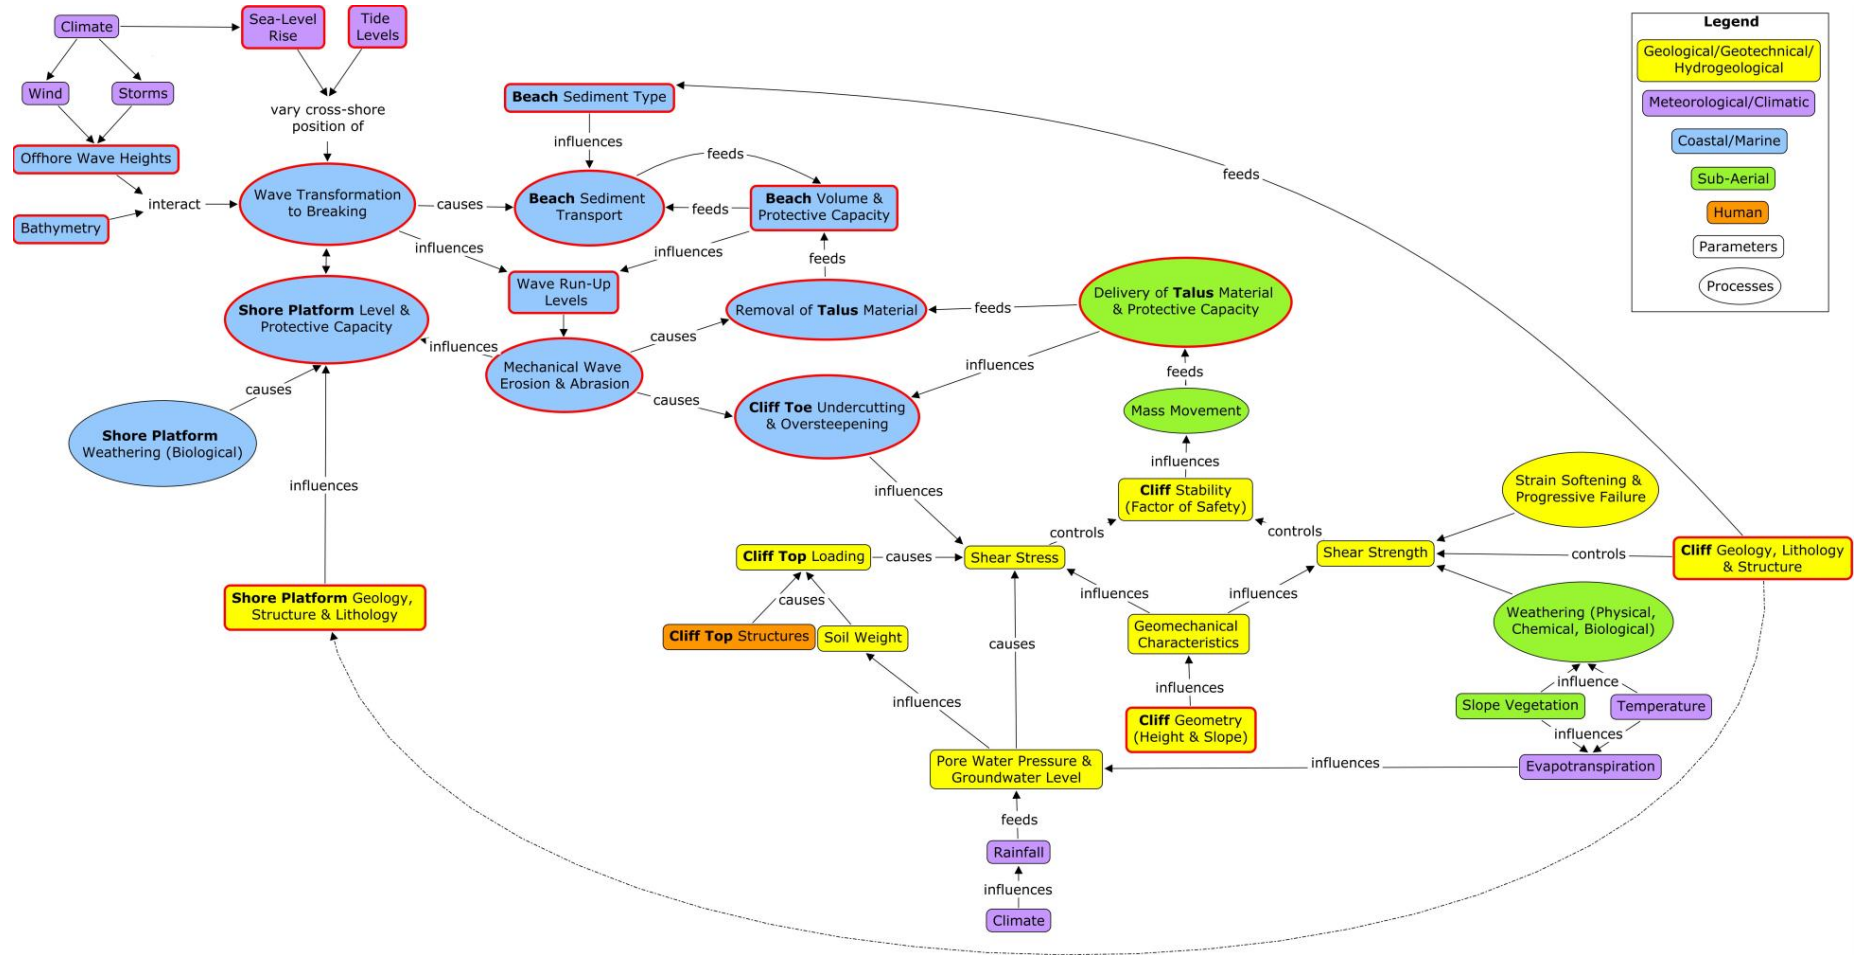 Climate
Sea-Level
Rise
Tide
Levels
Wind
Storms
vary cross-shore
position of
Offhore Wave Heights
Bathymetry
interact
Wave Transformation
to Breaking
causes
influences
Beach Sediment Type
influences
Beach Sediment
Transport
feeds
feeds
Beach Volume &
Protective Capacity
influences
feeds
Wave Run-Up
Levels
Shore Platform Level &
Protective Capacity
influences
Mechanical Wave
Erosion & Abrasion
causes
causes
Removal of Talus Material
feeds
Delivery of Talus Material
& Protective Capacity
influences
feeds
Cliff Toe Undercutting
& Oversteepening
Mass Movement
influences
causes
Shore Platform
Weathering (Biological)
influences
Shore Platform Geology,
Structure & Lithology
influences
Cliff Stability
(Factor of Safety)
controls
controls
Strain Softening &
Progressive Failure
Cliff Top Loading
causes
Shear Stress
Shear Strength
controls
Cliff Geology, Lithology
& Structure
feeds
causes
Cliff Top Structures
Soil Weight
influences
influences
Geomechanical
Characteristics
Weathering (Physical,
Chemical, Biological)
causes
influences
influences
Cliff Geometry
(Height & Slope)
influence
Slope Vegetation
Temperature
influences
Evapotranspiration
influences
Pore Water Pressure &
Groundwater Level
feeds
Rainfall
influences
Climate
Legend
Geological/Geotechnical/
Hydrogeological
Meteorological/Climatic
Coastal/Marine
Sub-Aerial
Human
Parameters
Processes